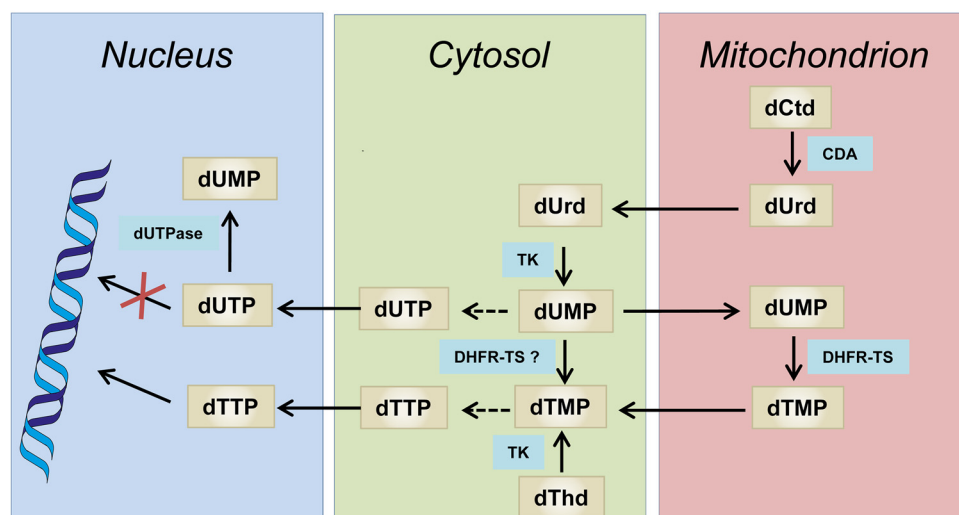 Nucleus
Cytosol
Mitochondrion
dCtd
CDA
dUMP
dUrd
dUrd
dUTPase
TK
dUTP
dUTP
dUMP
dUMP
DHFR-TS ?
DHFR-TS
dTTP
dTTP
dTMP
dTMP
TK
dThd